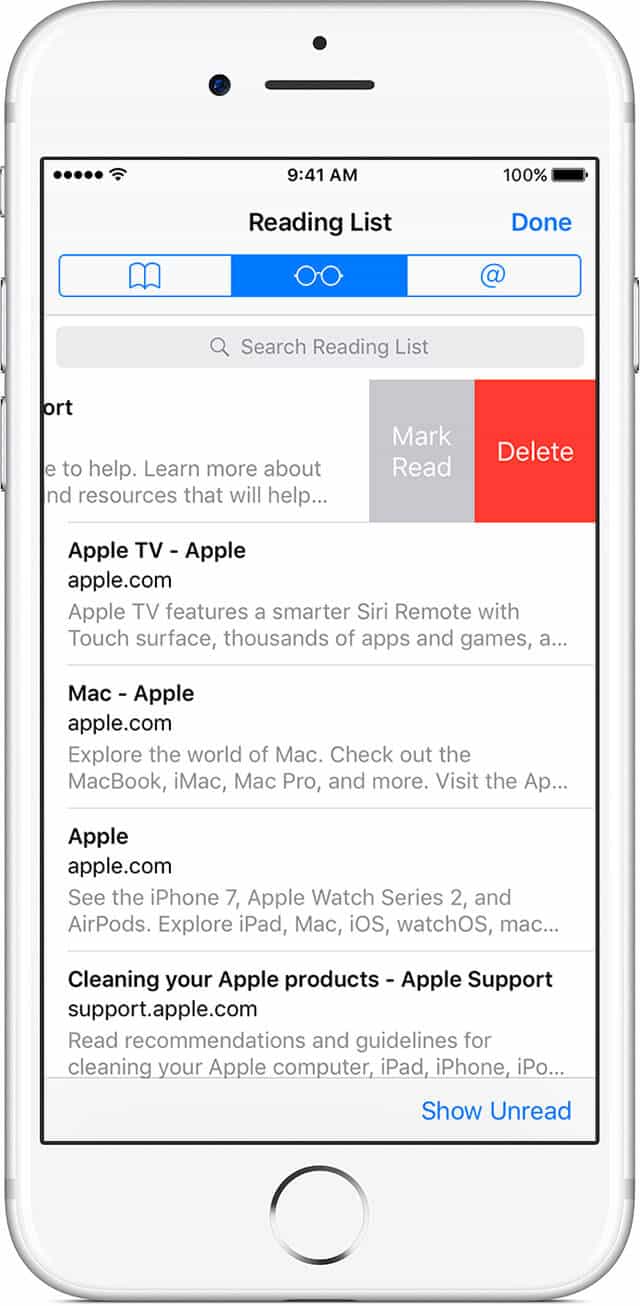 9:41 AM
100%
Reading List
Done
@
Search Reading List
ort
e to help. Learn more about
nd resources that will help...
Mark
Read
Delete
Apple TV - Apple
apple.com
Apple TV features a smarter Siri Remote with
Touch surface, thousands of apps and games, a...
Mac - Apple
apple.com
Explore the world of Mac. Check out the
MacBook, iMac, Mac Pro, and more. Visit the Ap...
Apple
apple.com
See the iPhone 7, Apple Watch Series 2, and
AirPods. Explore iPad, Mac, iOS, watchOS, mac...
Cleaning your Apple products - Apple Support
support.apple.com
Read recommendations and guidelines for
cleaning your Apple computer, iPad, iPhone, iPo...
Show Unread